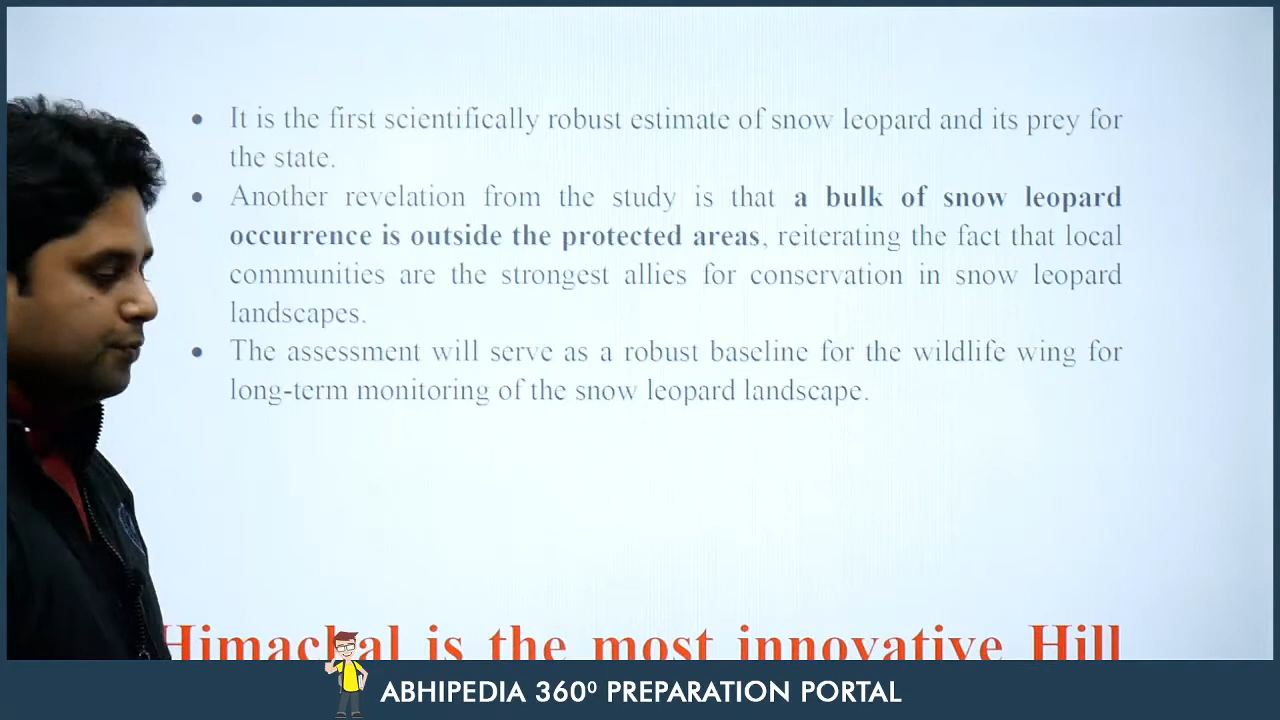 • It is the first scientifically robust estimate of snow leopard and its prey for
the state.
• Another revelation from the study is that a bulk of snow leopard
occurrence is outside the protected areas, reiterating the fact that local
communities are the strongest allies for conservation in snow leopard
landscapes.
• The assessment will serve as a robust baseline for the wildlife wing for
long-term monitoring of the snow leopard landscape.
Himachal is the most innovative Hill
ABHIPEDIA 360⁰ PREPARATION PORTAL